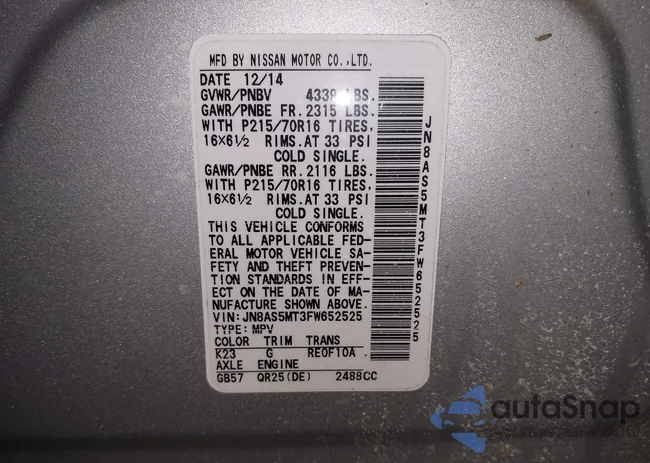 MFD BY NISSAN MOTOR CO.,LTD.
DATE 12/14
GVWR/PNBV LBS.
GAWR/PNBE FR.2315 LBS.
WITH P215/70R16 TIRES,
16X6½ RIMS.AT 33 PSI
COLD SINGLE.
GAWR/PNBE RR.2116 LBS.
WITH P215/70R16 TIRES,
16X6½ RIMS.AT 33 PSI
COLD SINGLE.
THIS VEHICLE CONFORMS
TO ALL APPLICABLE FED-
ERAL MOTOR VEHICLE SA-
FETY AND THEFT PREVEN-
TION STANDARDS IN EFF-
ECT ON THE DATE OF MA-
NUFACTURE SHOWN ABOVE.
VIN:JN8AS5MT3FW652525
TYPE:MPV
COLOR TRIM TRANS
K23 G RE0F10A
AXLE ENGINE
GB57 QR25(DE) 2488CC
JN8AS5MT3FW652525
autoSnap